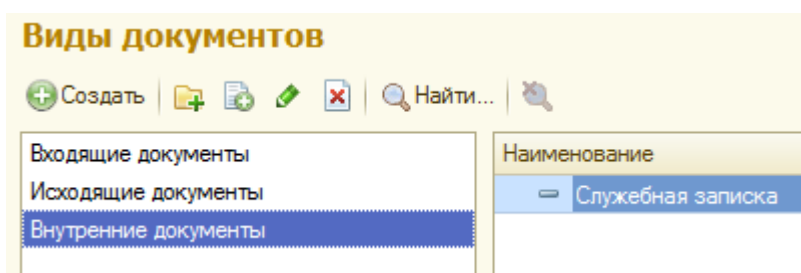 Виды документов
Создать Найти...
Входящие документы
Исходящие документы
Внутренние документы
Наименование
Служебная записка